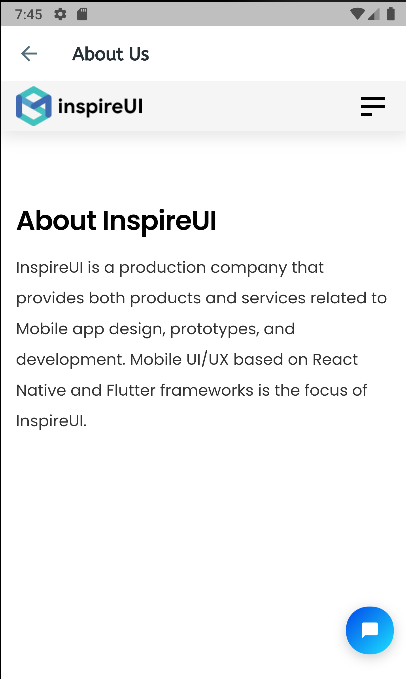 7:45
About Us
inspireUI
About InspireUI
InspireUI is a production company that
provides both products and services related to
Mobile app design, prototypes, and
development. Mobile UI/UX based on React
Native and Flutter frameworks is the focus of
InspireUI.